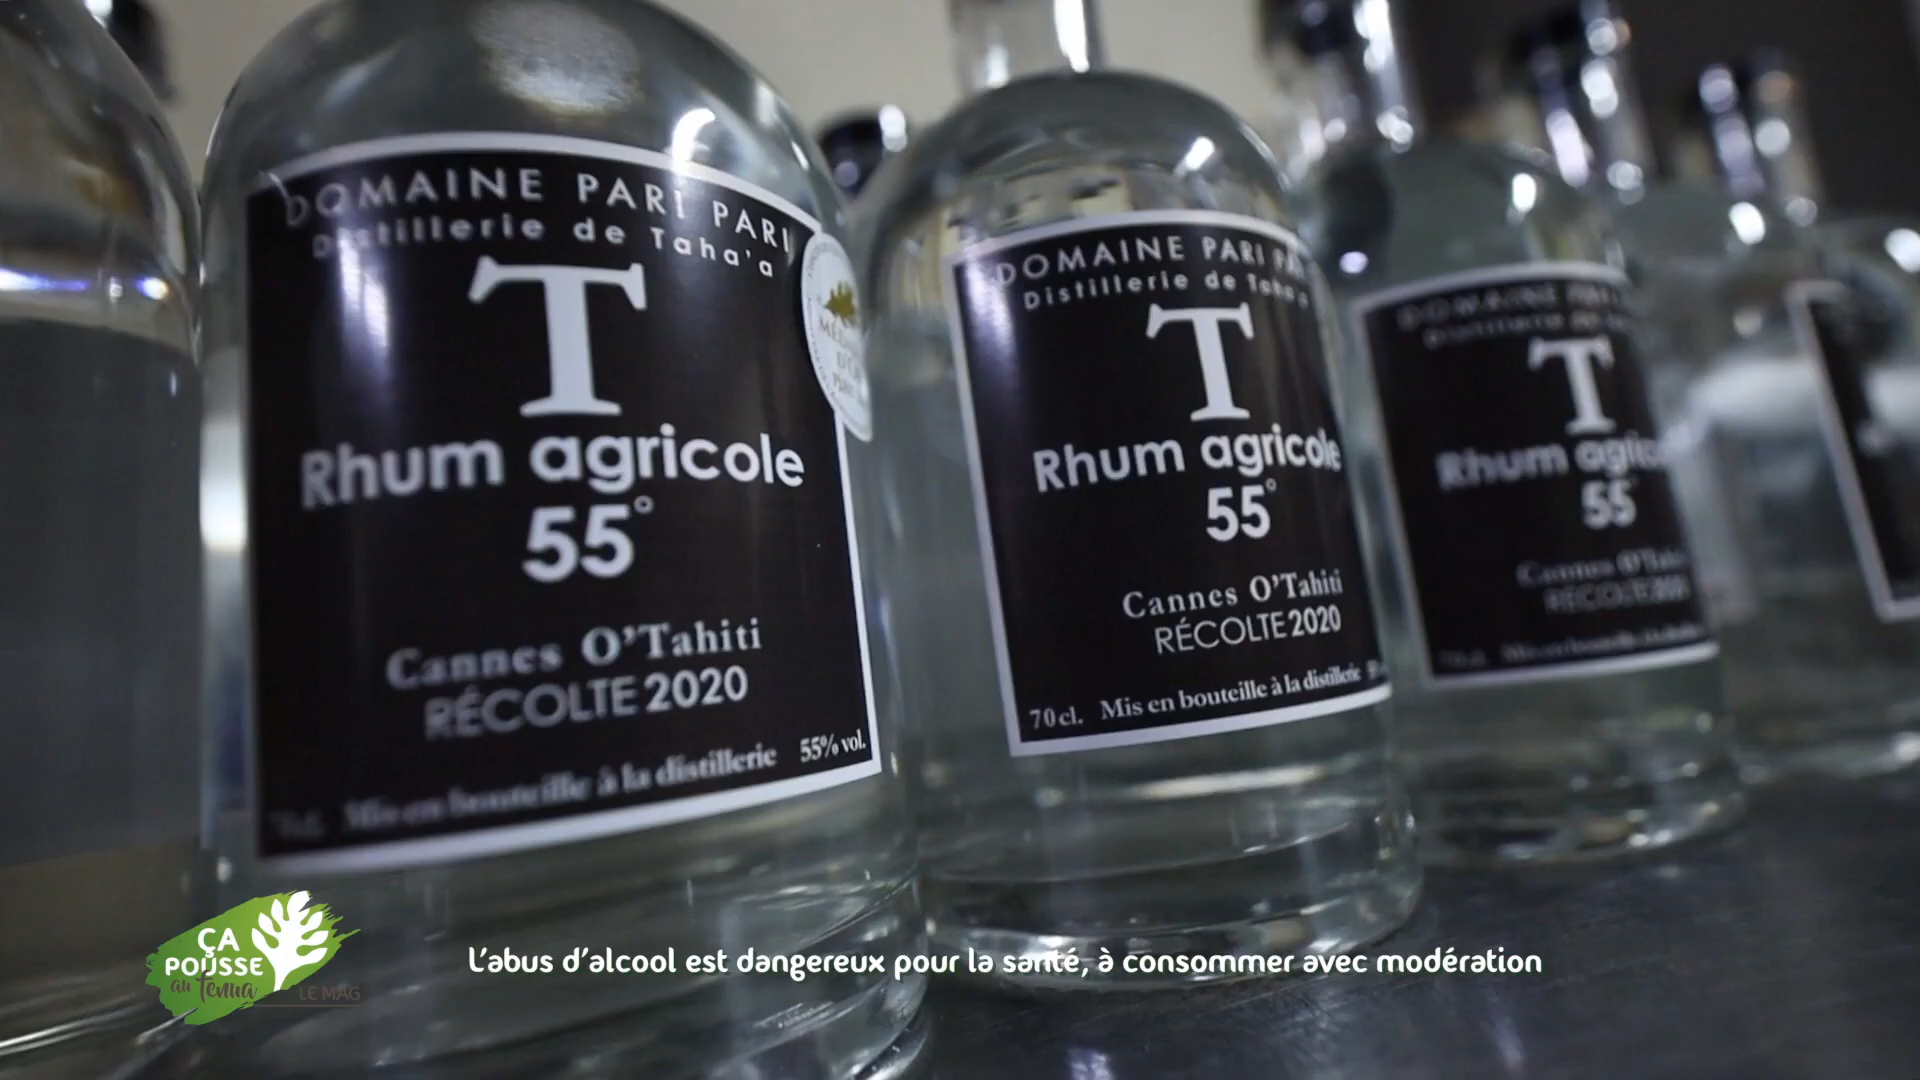 DOMAINE PARI PARI
Distillerie de Taha'a
T
Rhum agricole
55°
Cannes O'Tahiti
RÉCOLTE 2020
Mis en bouteille à la distillerie 55% vol.
MÉDAILLE
D'OR
DOMAINE PARI
Distillerie de Taha'a
T
Rhum agricole
55°
Cannes O'Tahiti
RÉCOLTE 2020
70cl. Mis en bouteille à la distillerie
T
Rhum
55
Cannes
RÉCOLTE
ÇA
POUSSE
au fenua
LE MAG
L'abus d'alcool est dangereux pour la santé, à consommer avec modération